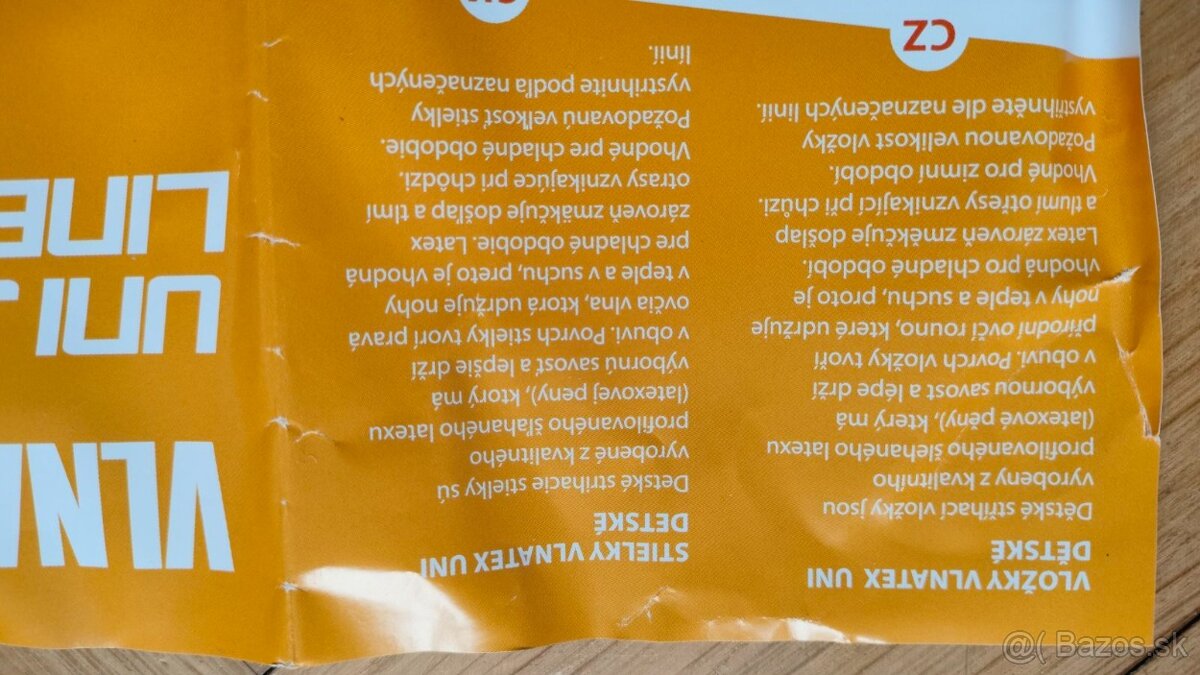 VLOŽKY VLNATEX UNI
DĚTSKÉ
Dětské stříhací vložky jsou
vyrobeny z kvalitního
profilovaného šlehaného latexu
(latexové pěny), který má
výbornou savost a lépe drží
v obuvi. Povrch vložky tvoří
přírodní ovčí rouno, které udržuje
nohy v teple a suchu, proto je
vhodná pro chladné období.
Latex zároveň změkčuje došlap
a tlumí otřesy vznikající při chůzi.
Vhodné pro zimní období.
Požadovanou velikost vložky
vystřihněte dle naznačených linií.
CZ
STIELKY VLNATEX UNI
DETSKÉ
Detské stielky strihacie sú
vyrobené z kvalitného
profilovaného šľahaného latexu
(latexovej peny), ktorý má
výbornú savosť a lepšie drží
v obuvi. Povrch stielky tvorí pravá
ovčia vlna, ktorá udržuje nohy
v teple a v suchu, preto je vhodná
pre chladné obdobie. Latex
zároveň zmäkčuje došlap a tlmí
otrasy vznikajúce pri chôdzi.
Vhodné pre chladné obdobie.
Požadovanú veľkosť stielky
vystrihnite podľa naznačených
línií.
VLN
UNI
LINE
@( Bazos.sk